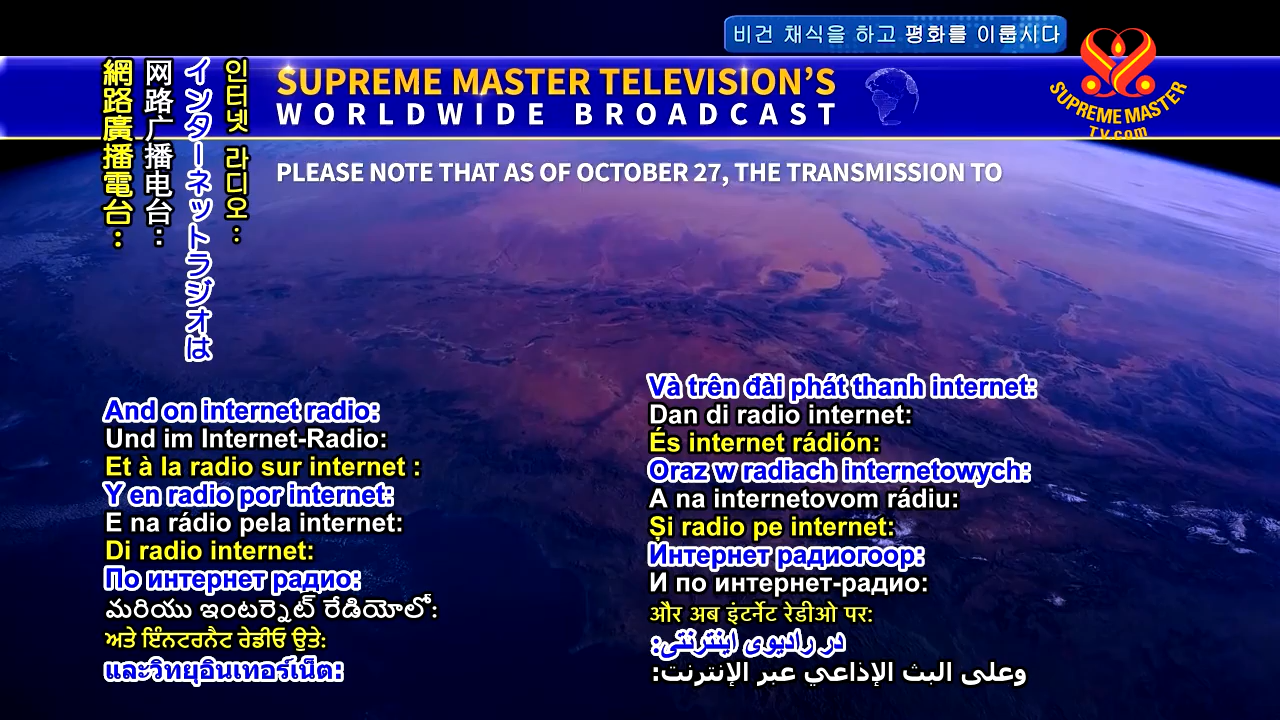 비건 채식을 하고 평화를 이룹시다
SUPREME MASTER TELEVISION’S
WORLDWIDE BROADCAST
SUPREME MASTER
TV.com
PLEASE NOTE THAT AS OF OCTOBER 27, THE TRANSMISSION TO
網路廣播電台：
网路广播电台：
インターネットラジオは
인터넷 라디오：
And on internet radio:
Und im Internet-Radio:
Et à la radio sur internet :
Y en radio por internet:
E na rádio pela internet:
Di radio internet:
По интернет радио:
మరియు ఇంటర్నెట్ రేడియోలో:
ਅਤੇ ਇੰਨਟਰਨੈਟ ਰੇਡੀਓ ਉਤੇ:
และวิทยุอินเทอร์เน็ต:
Và trên đài phát thanh internet:
Dan di radio internet:
És internet rádión:
Oraz w radiach internetowych:
A na internetovom rádiu:
Și radio pe internet:
Интернет радиогоор:
И по интернет-радио:
और अब इंटर्नेट रेडीओ पर:
در رادیوی اینترنتی:
وعلى البث الإذاعي عبر الإنترنت: